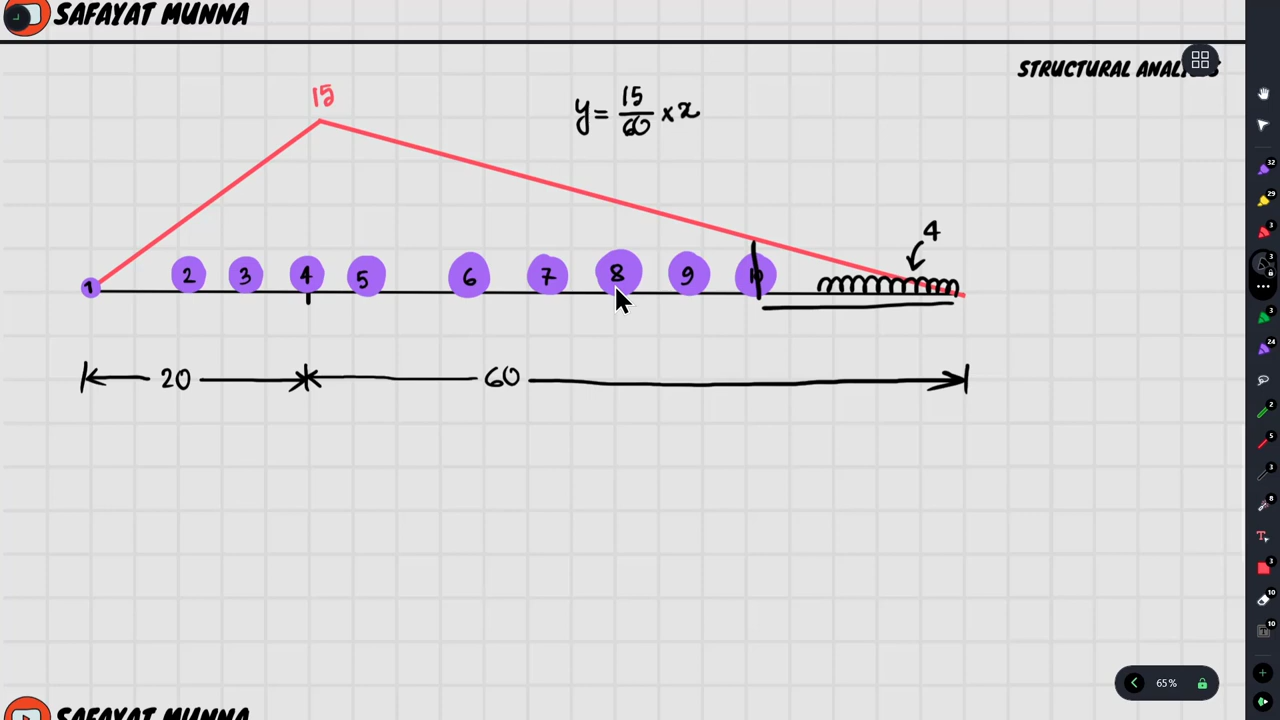 SAFAYAT MUNNA
STRUCTURAL
15
y = 15/60 × x
4
1 2 3 4 5 6 7 8 9 10
20 60
65%
SAFAYAT MUNNA